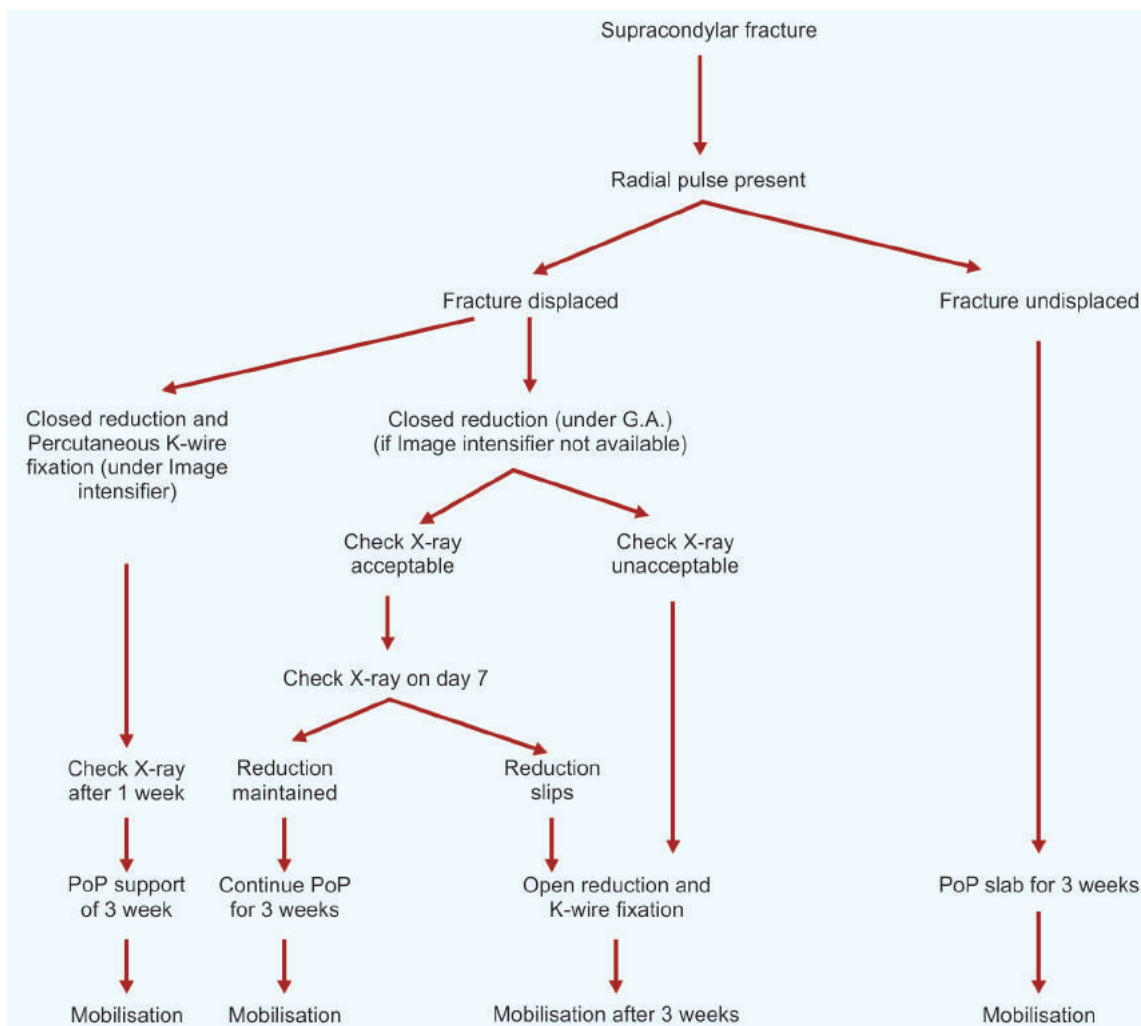 Supracondylar fracture
Radial pulse present
Fracture displaced
Fracture undisplaced
Closed reduction and
Percutaneous K-wire
fixation (under Image
intensifier)
Closed reduction (under G.A.)
(if Image intensifier not available)
Check X-ray
acceptable
Check X-ray
unacceptable
Check X-ray on day 7
Check X-ray
after 1 week
Reduction
maintained
Reduction
slips
PoP support
of 3 week
Continue PoP
for 3 weeks
Open reduction and
K-wire fixation
PoP slab for 3 weeks
Mobilisation
Mobilisation
Mobilisation after 3 weeks
Mobilisation